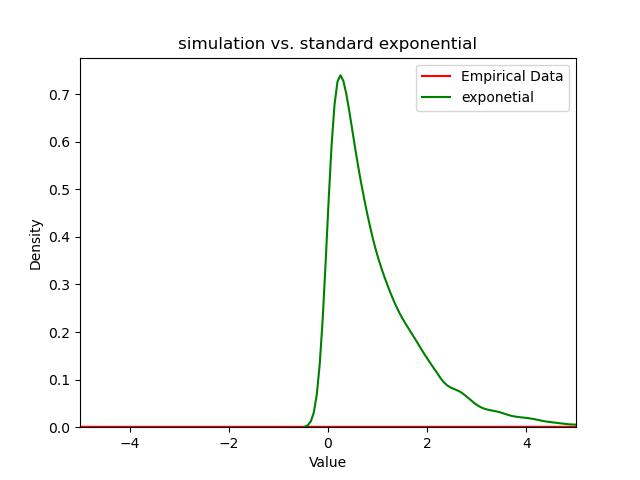 simulation vs. standard exponential
Empirical Data
exponetial
Density
0.7
0.6
0.5
0.4
0.3
0.2
0.1
0.0
−4
−2
0
2
4
Value